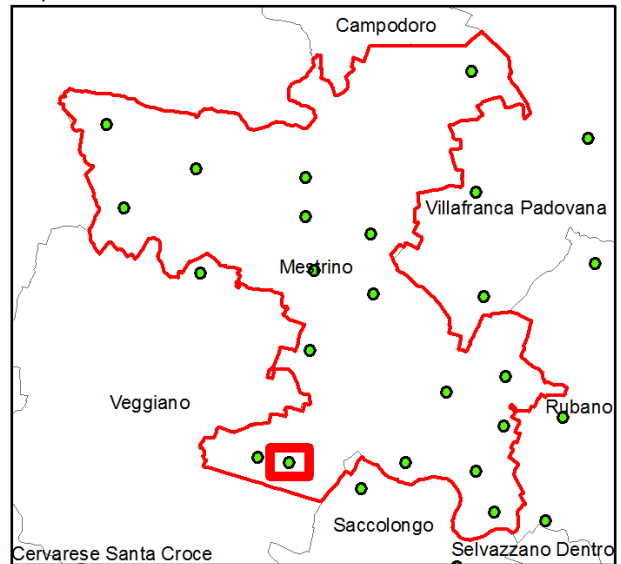 Campodoro
Villafranca Padovana
Mestrino
Veggiano
Rubano
Saccolongo
Cervarese Santa Croce
Selvazzano Dentro